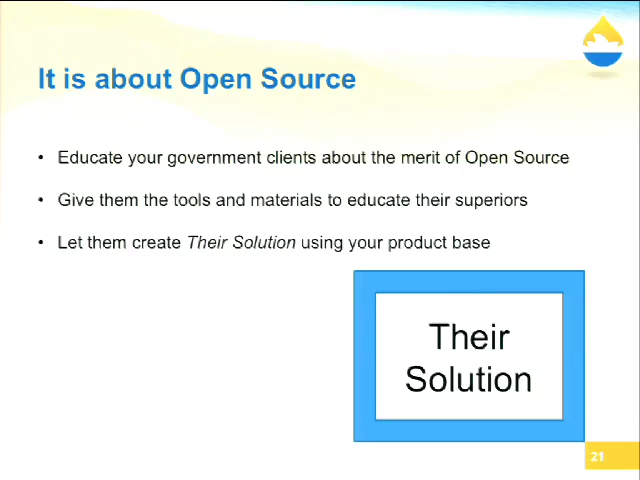 It is about Open Source
• Educate your government clients about the merit of Open Source
• Give them the tools and materials to educate their superiors
• Let them create Their Solution using your product base
Their
Solution
21